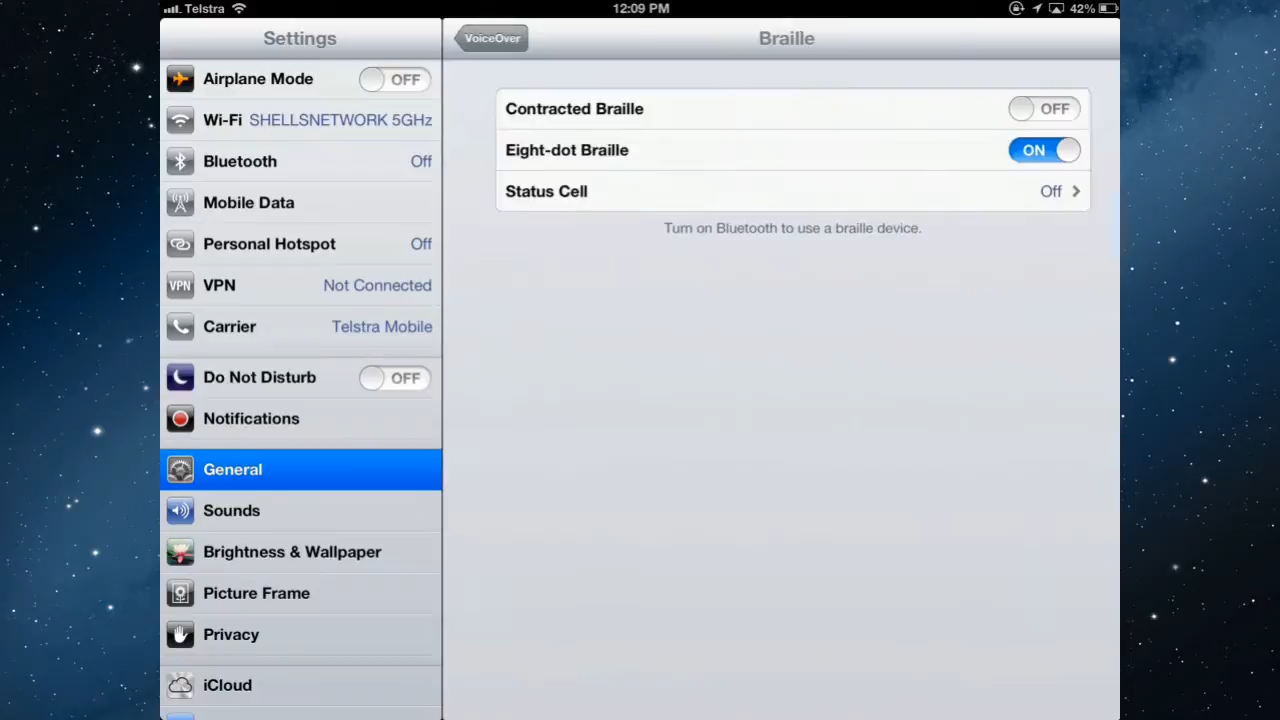 Telstra 12:09 PM 42%
Settings
Airplane Mode OFF
Wi-Fi SHELLSNETWORK 5GHz
Bluetooth Off
Mobile Data
Personal Hotspot Off
VPN VPN Not Connected
Carrier Telstra Mobile
Do Not Disturb OFF
Notifications
General
Sounds
Brightness & Wallpaper
Picture Frame
Privacy
iCloud
VoiceOver Braille
Contracted Braille OFF
Eight-dot Braille ON
Status Cell Off
Turn on Bluetooth to use a braille device.